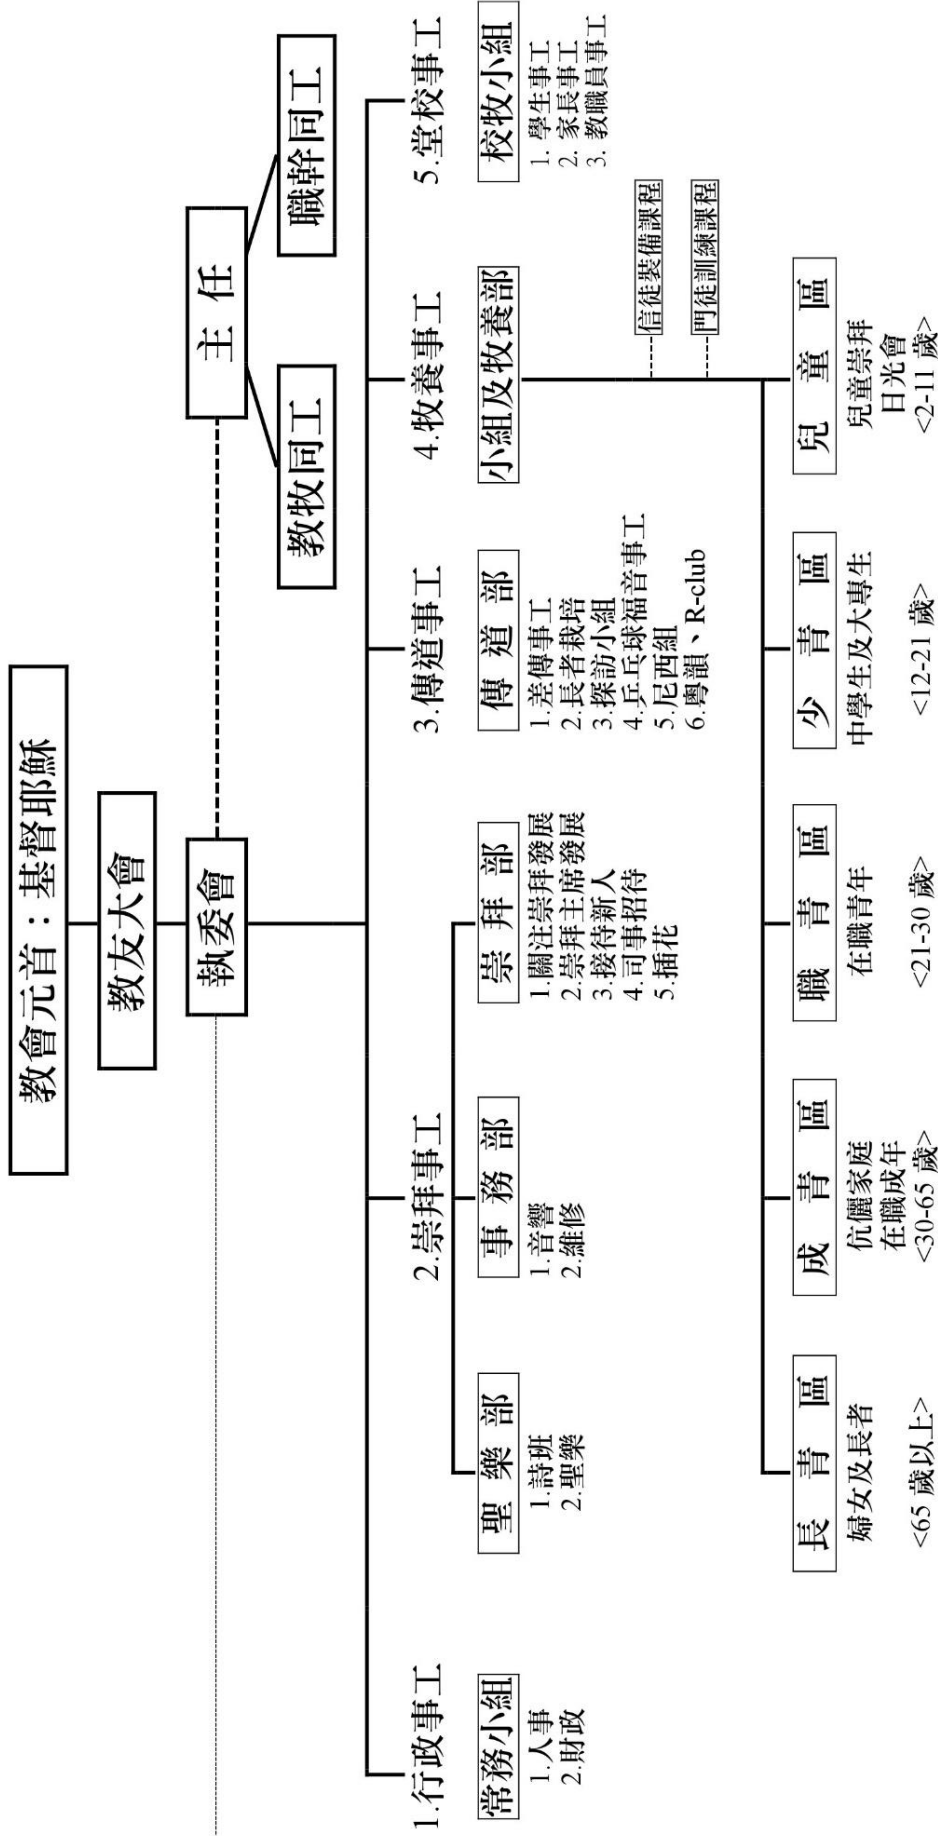 教會元首：基督耶穌
教友大會
執委會
主 任
教牧同工
職幹同工
1.行政事工
常務小組
1.人事
2.財政
2.崇拜事工
聖 樂 部
1.詩班
2.聖樂
事 務 部
1.音響
2.維修
崇 拜 部
1.關注崇拜發展
2.崇拜主席發展
3.接待新人
4.司事招待
5.插花
3.傳道事工
傳 道 部
1.差傳事工
2.長者栽培
3.探訪小組
4.乒乓球福音事工
5.尼西組
6.粵韻、R-club
4.牧養事工
小組及牧養部
信徒裝備課程
門徒訓練課程
5.堂校事工
校牧小組
1. 學生事工
2. 家長事工
3. 教職員事工
長 青 區
婦女及長者
<65 歲以上>
成 青 區
伉儷家庭
在職成年
<30-65 歲>
職 青 區
在職青年
<21-30 歲>
少 青 區
中學生及大專生
<12-21 歲>
兒 童 區
兒童崇拜
日光會
<2-11 歲>